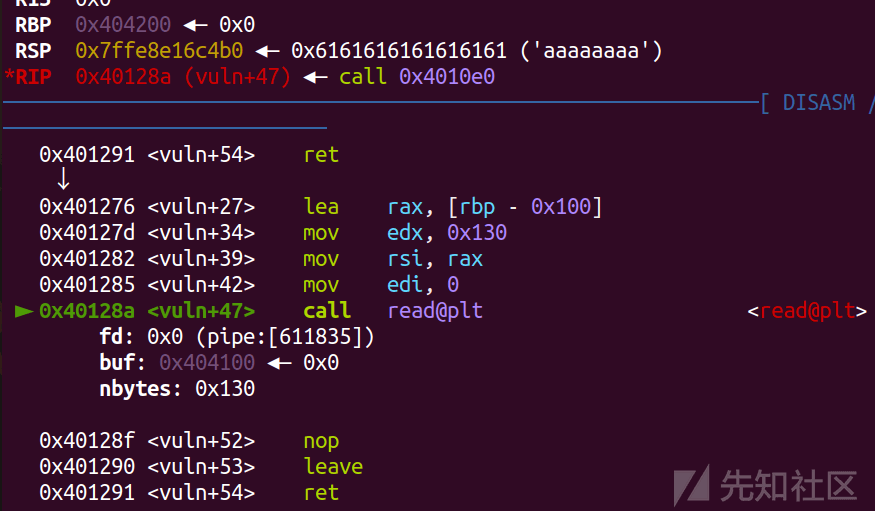 RIS 0x0
RBP 0x404200 ◂— 0x0
RSP 0x7ffe8e16c4b0 ◂— 0x6161616161616161 ('aaaaaaaa')
*RIP 0x40128a (vuln+47) ◂— call 0x4010e0
[ DISASM /
0x401291 <vuln+54> ret
↓
0x401276 <vuln+27> lea rax, [rbp - 0x100]
0x40127d <vuln+34> mov edx, 0x130
0x401282 <vuln+39> mov rsi, rax
0x401285 <vuln+42> mov edi, 0
►0x40128a <vuln+47> call read@plt <read@plt>
fd: 0x0 (pipe:[611835])
buf: 0x404100 ◂— 0x0
nbytes: 0x130
0x40128f <vuln+52> nop
0x401290 <vuln+53> leave
0x401291 <vuln+54> ret
先知社区